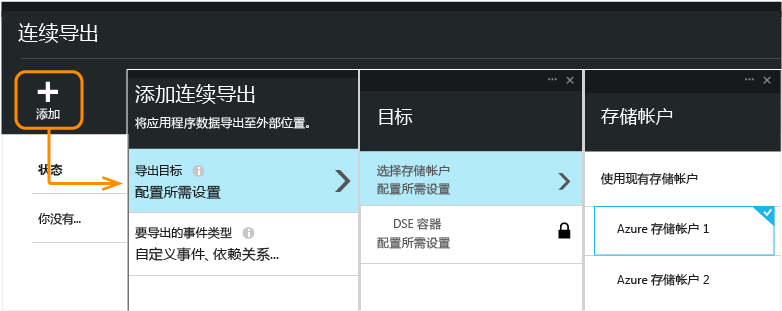 连续导出
添加
状态
你没有...
添加连续导出
将应用程序数据导出至外部位置。
导出目标
配置所需设置
要导出的事件类型
自定义事件、依赖关系...
目标
选择存储帐户
配置所需设置
DSE 容器
配置所需设置
存储帐户
使用现有存储帐户
Azure 存储帐户 1
Azure 存储帐户 2